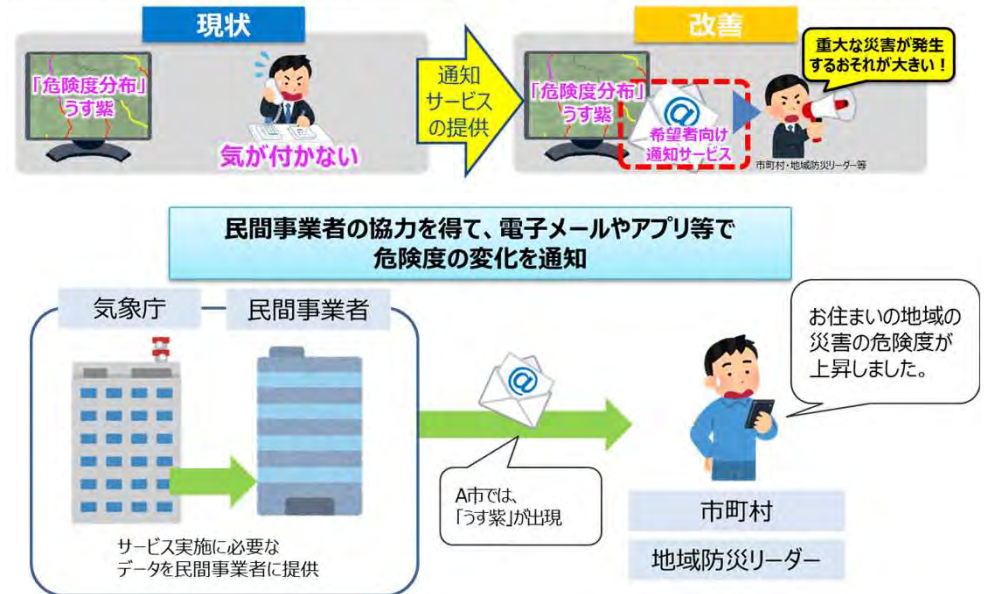 現状
「危険度分布」
うす紫
気が付かない
通知
サービス
の提供
改善
「危険度分布」
うす紫
@
希望者向け
通知サービス
重大な災害が発生
するおそれが大きい！
市町村・地域防災リーダー等
民間事業者の協力を得て、電子メールやアプリ等で
危険度の変化を通知
気象庁
民間事業者
サービス実施に必要な
データを民間事業者に提供
@
A市では、
「うす紫」が出現
お住まいの地域の
災害の危険度が
上昇しました。
市町村
地域防災リーダー